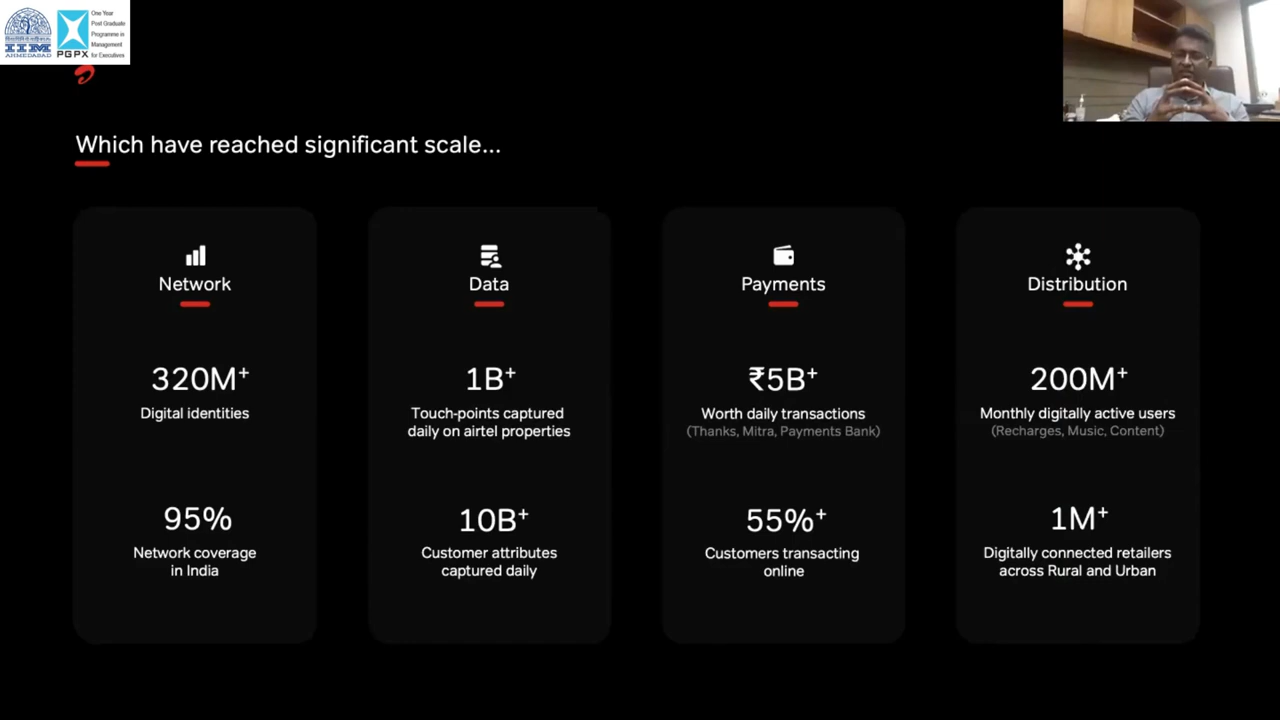 IIM
AHMEDABAD
PGPX
One Year
Post Graduate
Programme in
Management
for Executives
Which have reached significant scale...
Network
320M+
Digital identities
95%
Network coverage
in India
Data
1B+
Touch-points captured
daily on airtel properties
10B+
Customer attributes
captured daily
Payments
₹5B+
Worth daily transactions
(Thanks, Mitra, Payments Bank)
55%+
Customers transacting
online
Distribution
200M+
Monthly digitally active users
(Recharges, Music, Content)
1M+
Digitally connected retailers
across Rural and Urban